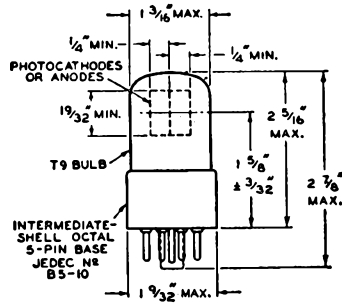 1 3/16" MAX.
1/4" MIN.
1/4" MIN.
PHOTOCATHODES
OR ANODES
19/32" MIN.
T9 BULB
2 5/16"
MAX.
1 5/8"
± 3/32"
2 7/8"
MAX.
INTERMEDIATE-
SHELL OCTAL
5-PIN BASE
JEDEC Nº
B5-10
1 9/32" MAX.